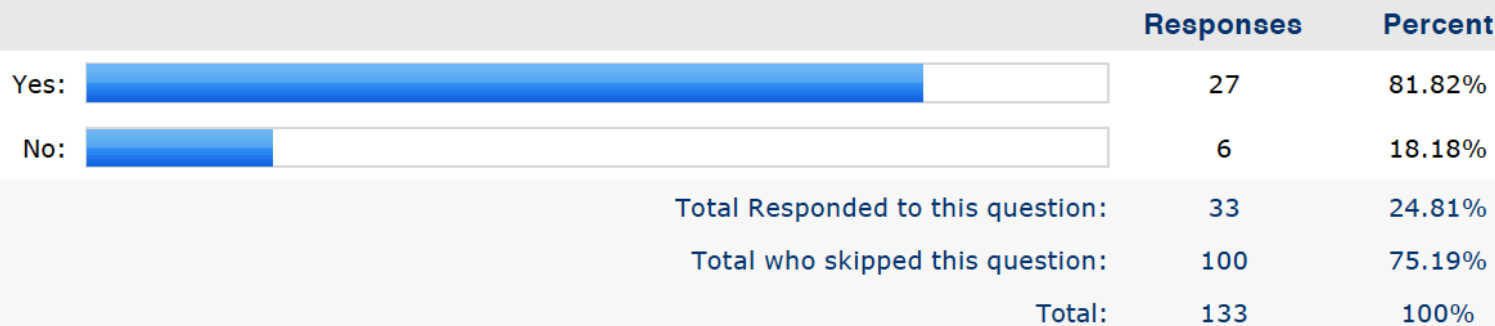 Responses Percent
Yes: 27 81.82%
No: 6 18.18%
Total Responded to this question: 33 24.81%
Total who skipped this question: 100 75.19%
Total: 133 100%